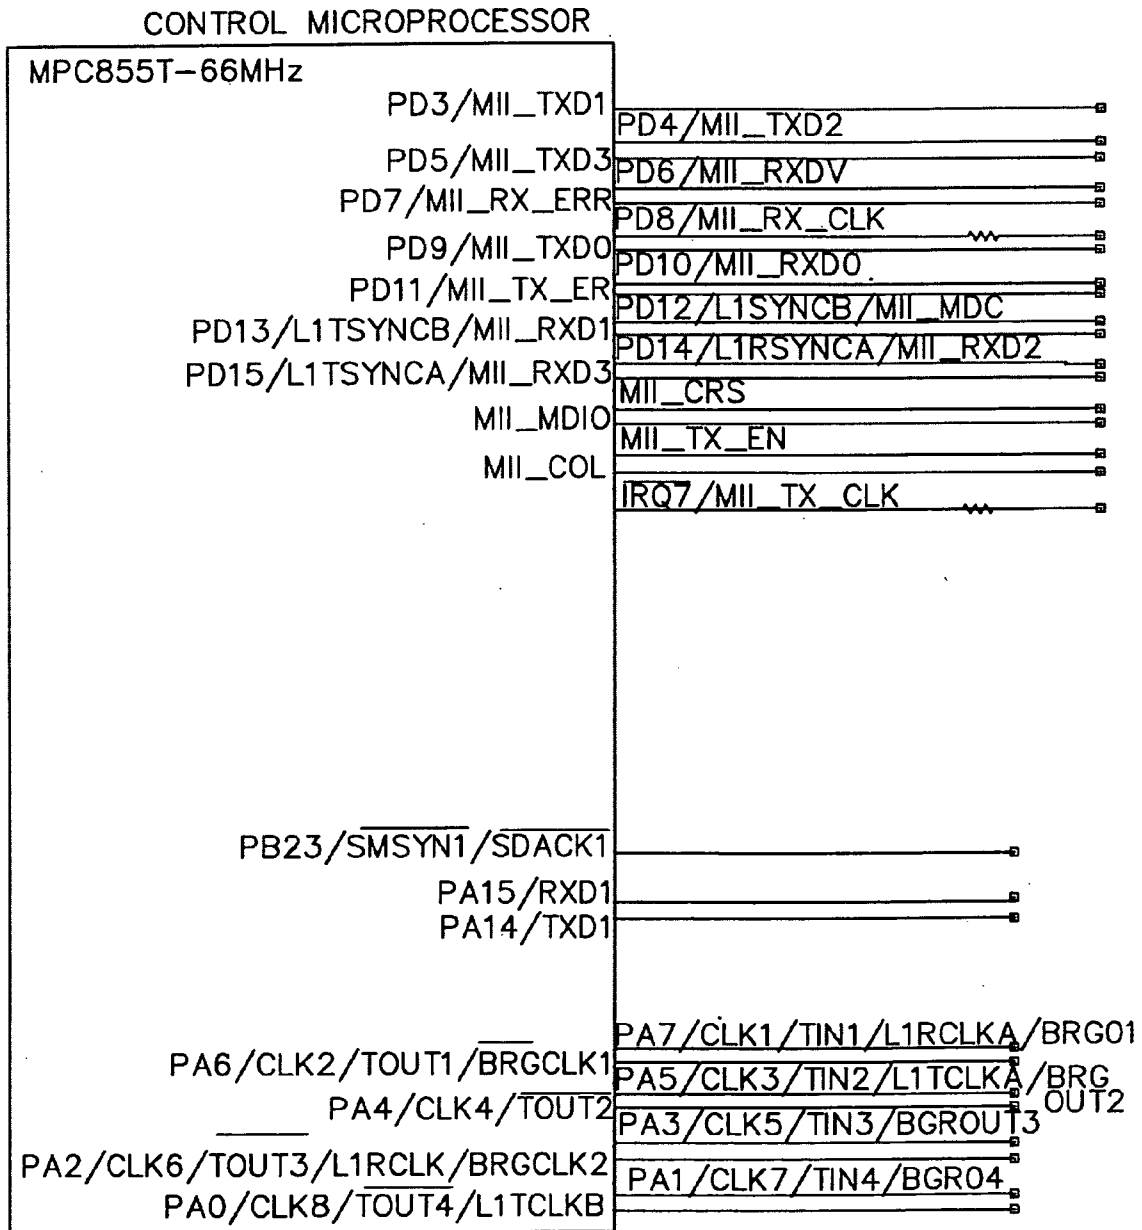 CONTROL MICROPROCESSOR
MPC855T-66MHz
PD3/MII_TXD1
PD4/MII_TXD2
PD5/MII_TXD3
PD6/MII_RXDV
PD7/MII_RX_ERR
PD8/MII_RX_CLK
PD9/MII_TXD0
PD10/MII_RXD0
PD11/MII_TX_ER
PD12/L1SYNCB/MII_MDC
PD13/L1TSYNCB/MII_RXD1
PD14/L1RSYNCA/MII_RXD2
PD15/L1TSYNCA/MII_RXD3
MII_CRS
MII_MDIO
MII_TX_EN
MII_COL
IRQ7/MII_TX_CLK
PB23/SMSYN1/SDACK1
PA15/RXD1
PA14/TXD1
PA7/CLK1/TIN1/L1RCLKA/BRGO1
PA6/CLK2/TOUT1/BRGCLK1
PA5/CLK3/TIN2/L1TCLKA/BRG
OUT2
PA4/CLK4/TOUT2
PA3/CLK5/TIN3/BGROUT3
PA2/CLK6/TOUT3/L1RCLK/BRGCLK2
PA1/CLK7/TIN4/BGRO4
PA0/CLK8/TOUT4/L1TCLKB